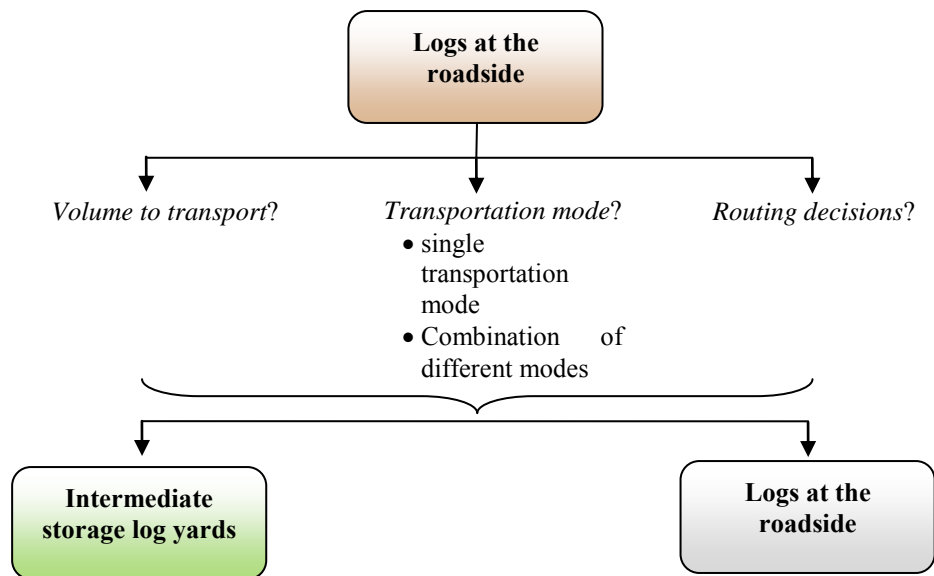 Logs at the
roadside
Volume to transport?
Transportation mode?
• single
transportation
mode
• Combination of
different modes
Routing decisions?
Intermediate
storage log yards
Logs at the
roadside